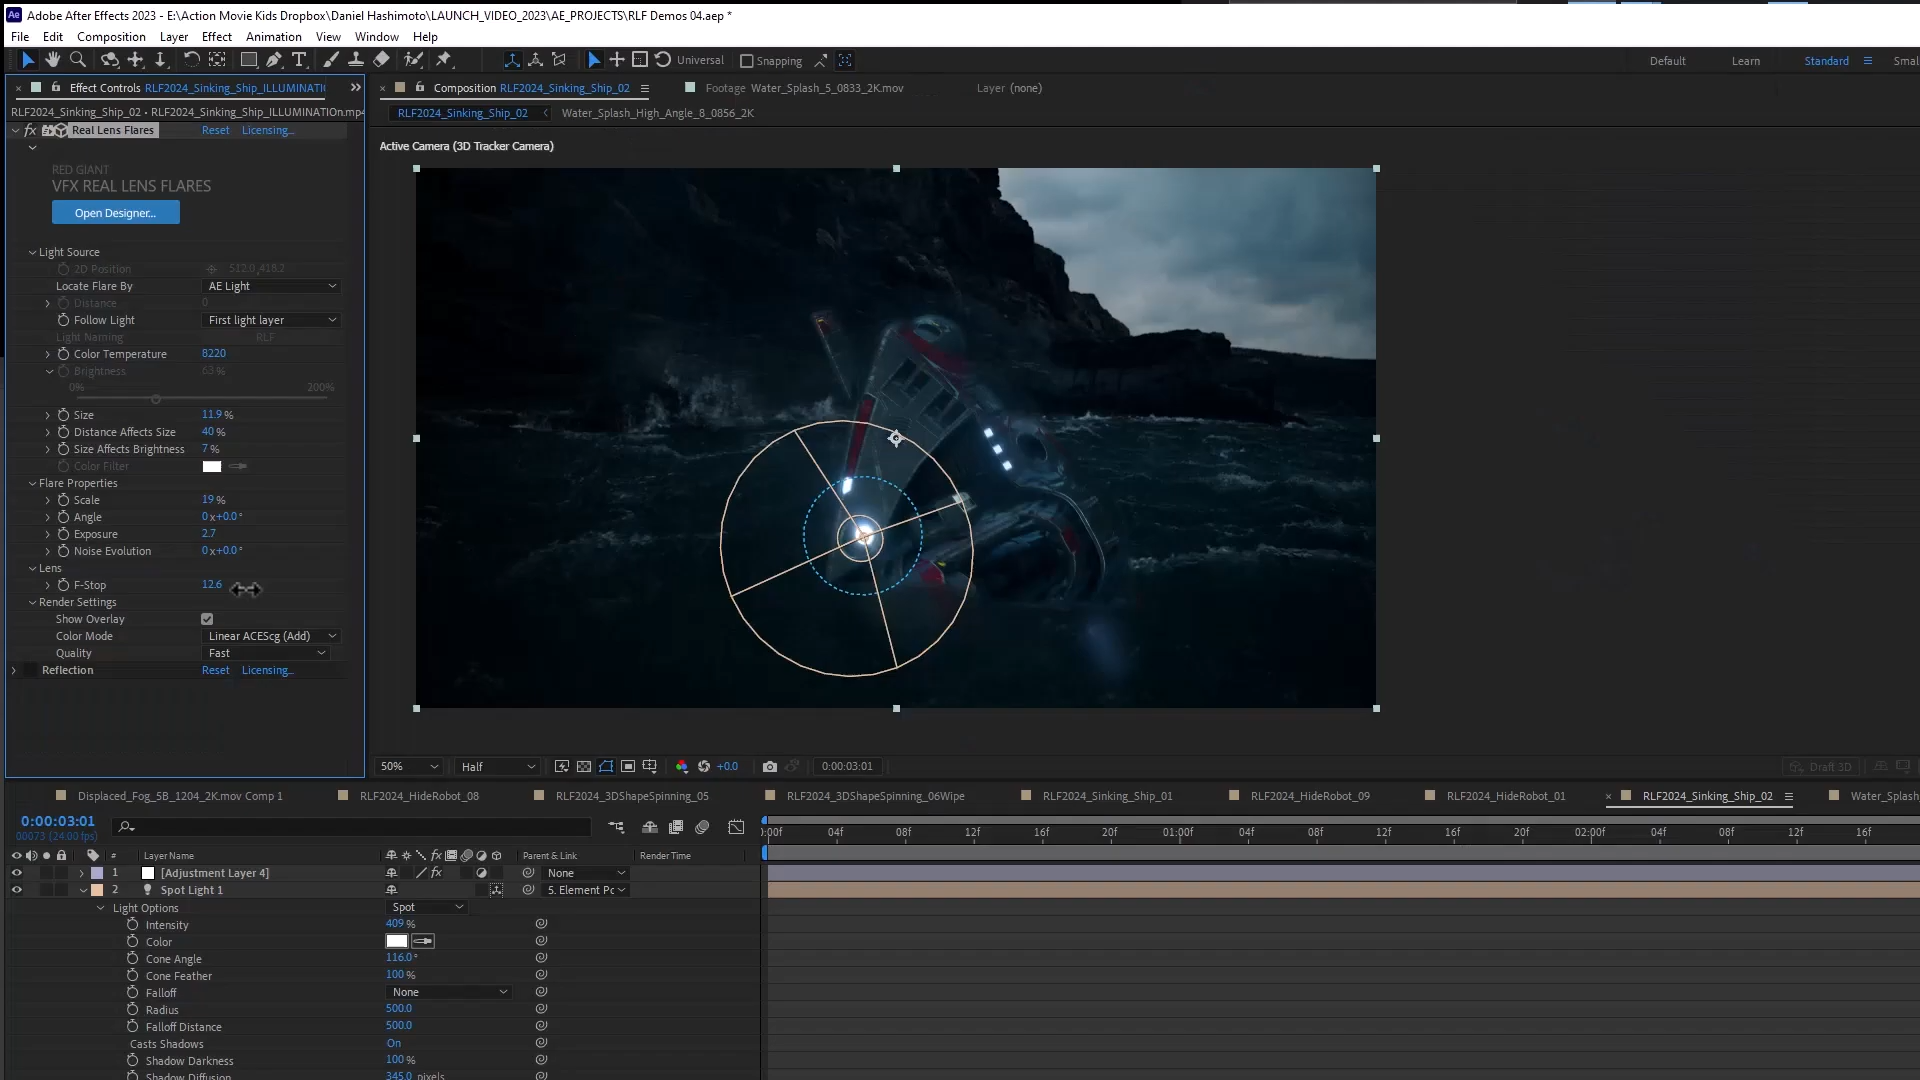 Adobe After Effects 2023 - E:\Action Movie Kids Dropbox\Daniel Hashimoto\LAUNCH_VIDEO_2023\AE_PROJECTS\RLF Demos 04.aep *
File Edit Composition Layer Effect Animation View Window Help
Universal Snapping Default Learn Standard Smal
Effect Controls RLF2024_Sinking_Ship_ILLUMINATI
Composition RLF2024_Sinking_Ship_02 Footage Water_Splash_5_0833_2K.mov Layer (none)
RLF2024_Sinking_Ship_02 • RLF2024_Sinking_Ship_ILLUMINATIOn.mp4
RLF2024_Sinking_Ship_02 Water_Splash_High_Angle_8_0856_2K
Real Lens Flares Reset Licensing...
Active Camera (3D Tracker Camera)
RED GIANT
VFX REAL LENS FLARES
Open Designer...
Light Source
2D Position 512.0,418.2
Locate Flare By AE Light
Distance 0
Follow Light First light layer
Light Naming RLF
Color Temperature 8220
Brightness 63 %
0% 200%
Size 11.9 %
Distance Affects Size 40 %
Size Affects Brightness 7 %
Color Filter
Flare Properties
Scale 19 %
Angle 0 x+0.0 °
Exposure 2.7
Noise Evolution 0 x+0.0 °
Lens
F-Stop 12.6
Render Settings
Show Overlay
Color Mode Linear ACEScg (Add)
Quality Fast
Reflection Reset Licensing...
50% Half +0.0 0:00:03:01 Draft 3D
Displaced_Fog_5B_1204_2K.mov Comp 1 RLF2024_HideRobot_08 RLF2024_3DShapeSpinning_05 RLF2024_3DShapeSpinning_06Wipe RLF2024_Sinking_Ship_01 RLF2024_HideRobot_09 RLF2024_HideRobot_01 RLF2024_Sinking_Ship_02 Water_Splash
0:00:03:01
00073 (24.00 fps)
):00f 04f 08f 12f 16f 20f 01:00f 04f 08f 12f 16f 20f 02:00f 04f 08f 12f 16f
# Layer Name fx Parent & Link Render Time
1 [Adjustment Layer 4] fx None
2 Spot Light 1 5. Element Pc
Light Options Spot
Intensity 409 %
Color
Cone Angle 116.0 °
Cone Feather 100 %
Falloff None
Radius 500.0
Falloff Distance 500.0
Casts Shadows On
Shadow Darkness 100 %
Shadow Diffusion 345.0 pixels